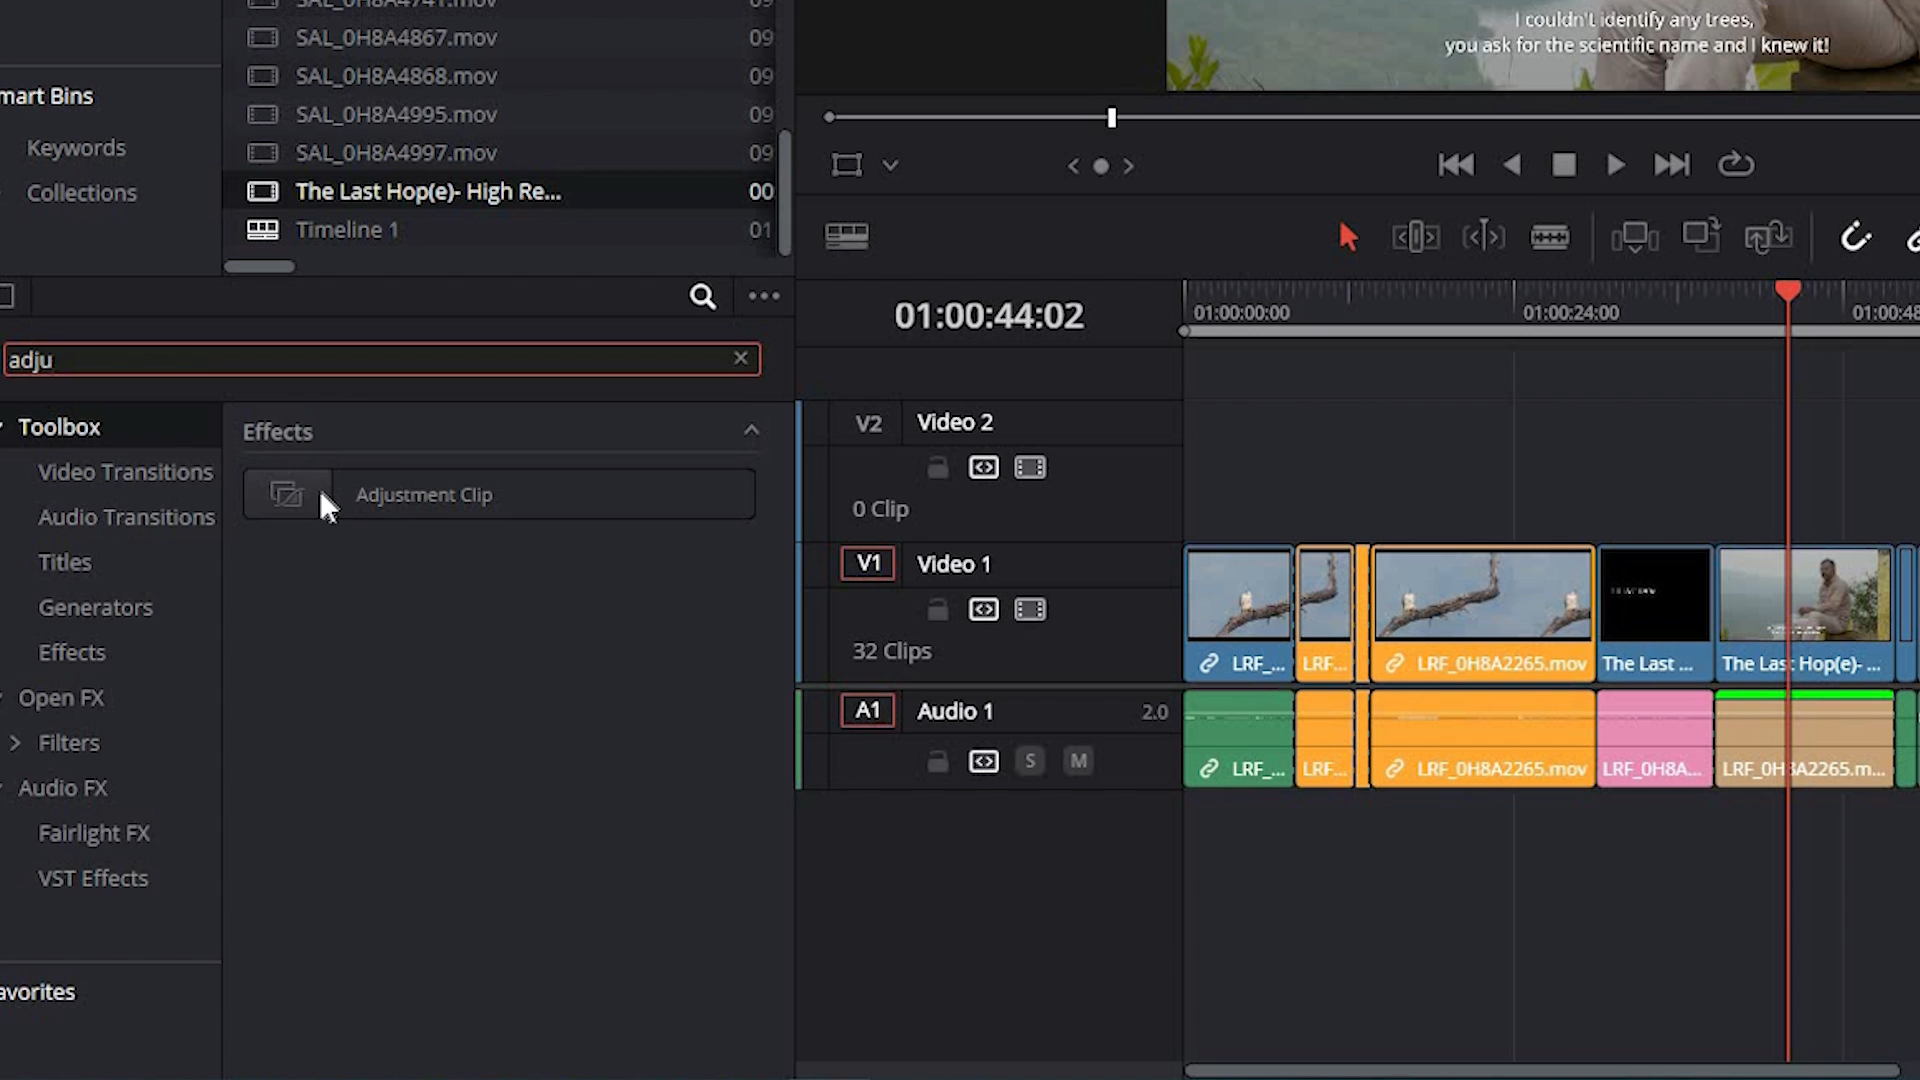 SAL_0H8A4741.mov 09
SAL_0H8A4867.mov 09
SAL_0H8A4868.mov 09
SAL_0H8A4995.mov 09
SAL_0H8A4997.mov 09
The Last Hop(e)- High Re... 00
Timeline 1 01
mart Bins
Keywords
Collections
adju
Toolbox
Video Transitions
Audio Transitions
Titles
Generators
Effects
Open FX
Filters
Audio FX
Fairlight FX
VST Effects
avorites
Effects
Adjustment Clip
I couldn't identify any trees,
you ask for the scientific name and I knew it!
01:00:44:02
01:00:00:00 01:00:24:00 01:00:48
V2 Video 2
0 Clip
V1 Video 1
32 Clips
LRF_... LRF... LRF_0H8A2265.mov The Last ... The Last Hop(e)- ...
A1 Audio 1 2.0
S M
LRF_... LRF... LRF_0H8A2265.mov LRF_0H8A... LRF_0H8A2265.m...